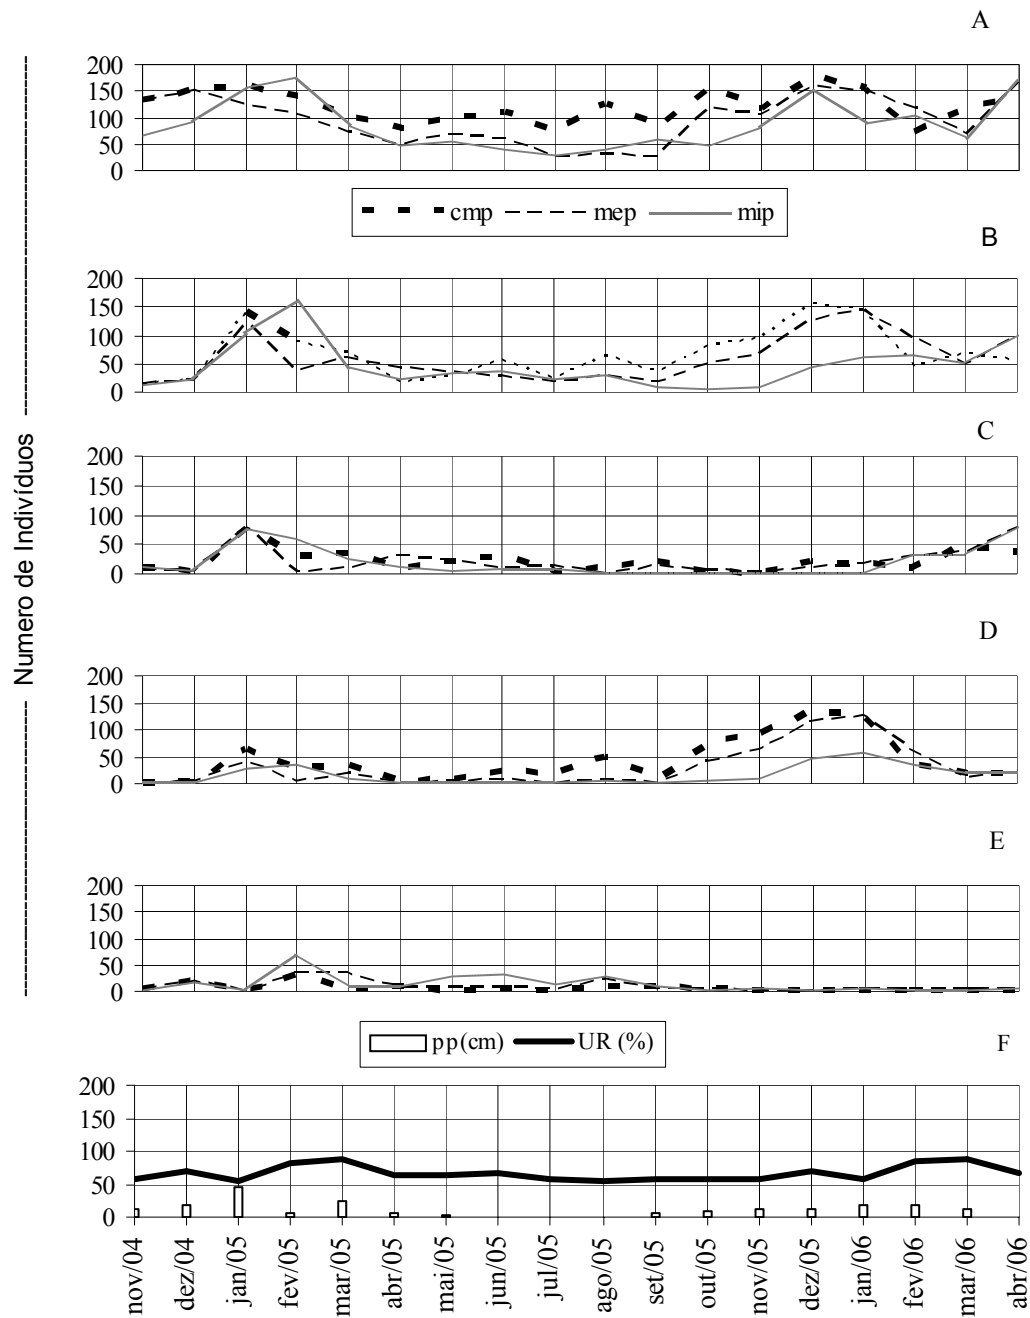 A
200
150
100
50
0
cmp mep mip
B
200
150
100
50
0
C
200
150
100
50
0
D
200
150
100
50
0
E
200
150
100
50
0
Numero de Indivíduos
pp(cm) UR (%)
F
200
150
100
50
0
nov/04
dez/04
jan/05
fev/05
mar/05
abr/05
mai/05
jun/05
jul/05
ago/05
set/05
out/05
nov/05
dez/05
jan/06
fev/06
mar/06
abr/06